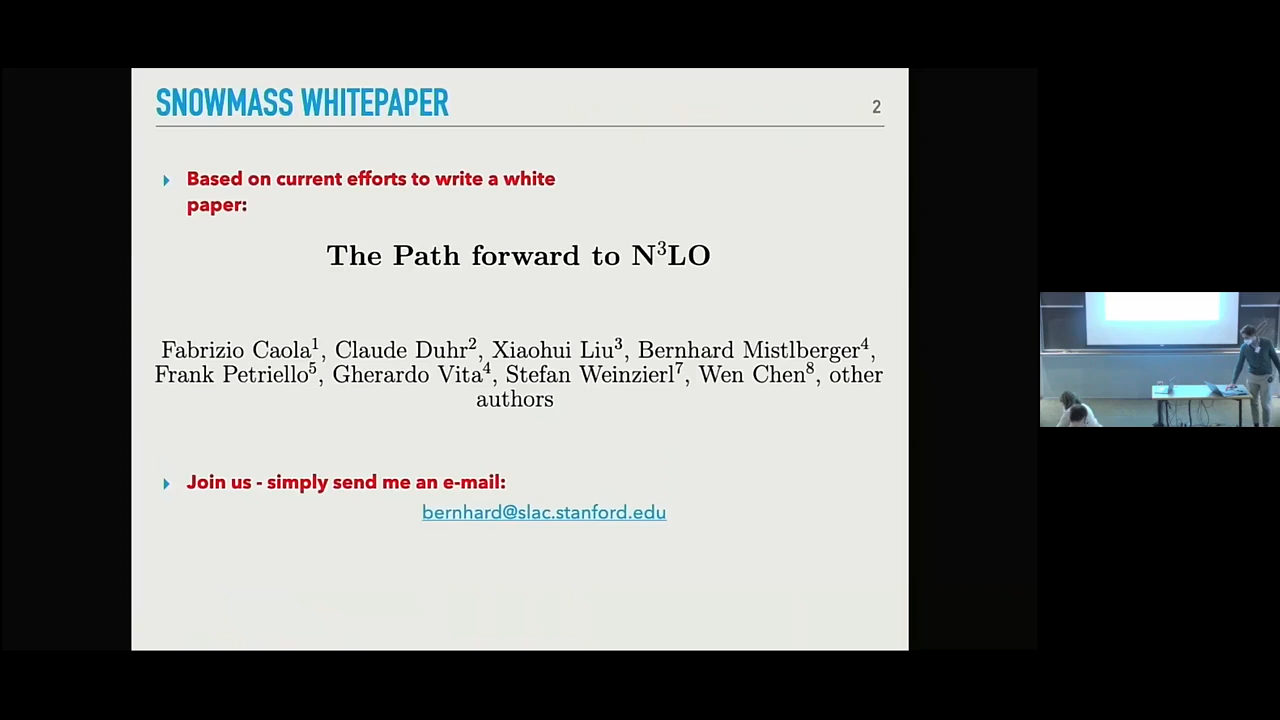 SNOWMASS WHITEPAPER
2
Based on current efforts to write a white
paper:
The Path forward to N³LO
Fabrizio Caola¹, Claude Duhr², Xiaohui Liu³, Bernhard Mistlberger⁴,
Frank Petriello⁵, Gherardo Vita⁴, Stefan Weinzierl⁷, Wen Chen⁸, other
authors
Join us - simply send me an e-mail:
bernhard@slac.stanford.edu